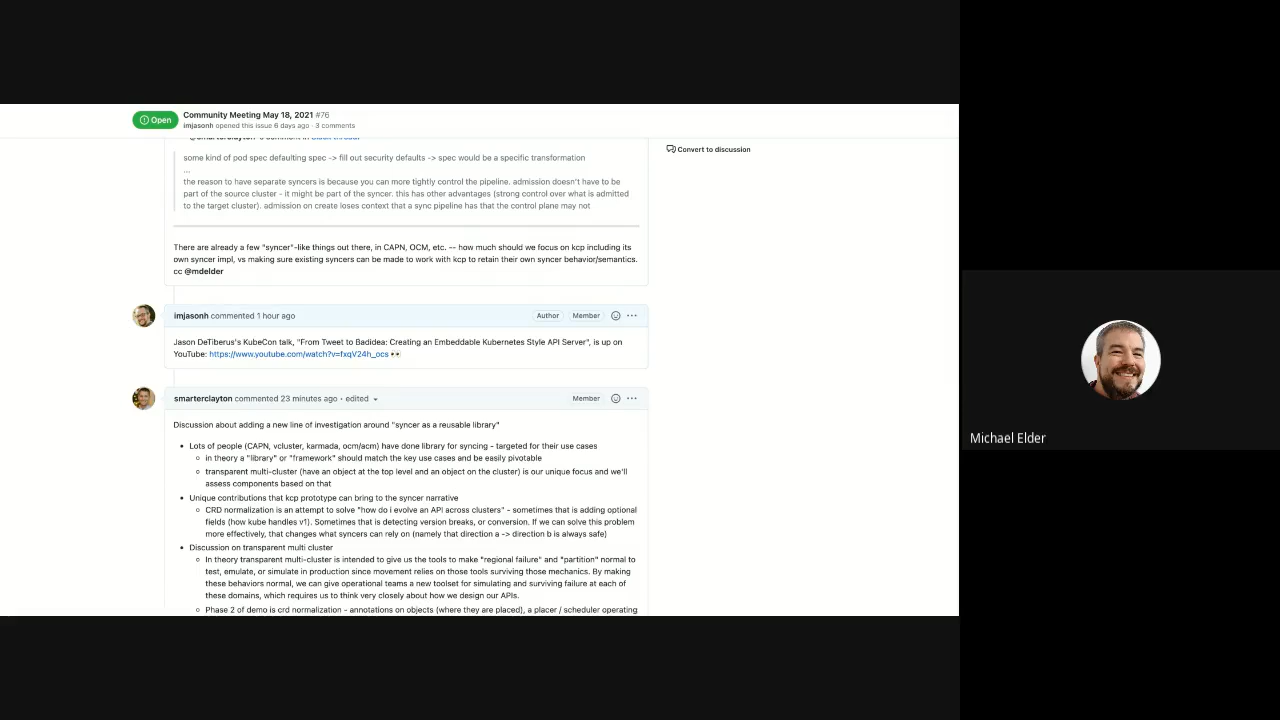 Open
Community Meeting May 18, 2021 #76
imjasonh opened this issue 6 days ago · 3 comments
Convert to discussion
some kind of pod spec defaulting spec -> fill out security defaults -> spec would be a specific transformation
...
the reason to have separate syncers is because you can more tightly control the pipeline. admission doesn't have to be
part of the source cluster - it might be part of the syncer. this has other advantages (strong control over what is admitted
to the target cluster). admission on create loses context that a sync pipeline has that the control plane may not
There are already a few "syncer"-like things out there, in CAPN, OCM, etc. -- how much should we focus on kcp including its
own syncer impl, vs making sure existing syncers can be made to work with kcp to retain their own syncer behavior/semantics.
cc @mdelder
imjasonh commented 1 hour ago
Author Member
Jason DeTiberus's KubeCon talk, "From Tweet to Badidea: Creating an Embeddable Kubernetes Style API Server", is up on
YouTube: https://www.youtube.com/watch?v=fxqV24h_ocs 👀
smarterclayton commented 23 minutes ago · edited
Member
Discussion about adding a new line of investigation around "syncer as a reusable library"
• Lots of people (CAPN, vcluster, karmada, ocm/acm) have done library for syncing - targeted for their use cases
◦ in theory a "library" or "framework" should match the key use cases and be easily pivotable
◦ transparent multi-cluster (have an object at the top level and an object on the cluster) is our unique focus and we'll
assess components based on that
• Unique contributions that kcp prototype can bring to the syncer narrative
◦ CRD normalization is an attempt to solve "how do i evolve an API across clusters" - sometimes that is adding optional
fields (how kube handles v1). Sometimes that is detecting version breaks, or conversion. If we can solve this problem
more effectively, that changes what syncers can rely on (namely that direction a -> direction b is always safe)
• Discussion on transparent multi cluster
◦ In theory transparent multi-cluster is intended to give us the tools to make "regional failure" and "partition" normal to
test, emulate, or simulate in production since movement relies on those tools surviving those mechanics. By making
these behaviors normal, we can give operational teams a new toolset for simulating and surviving failure at each of
these domains, which requires us to think very closely about how we design our APIs.
◦ Phase 2 of demo is crd normalization - annotations on objects (where they are placed), a placer / scheduler operating
Michael Elder